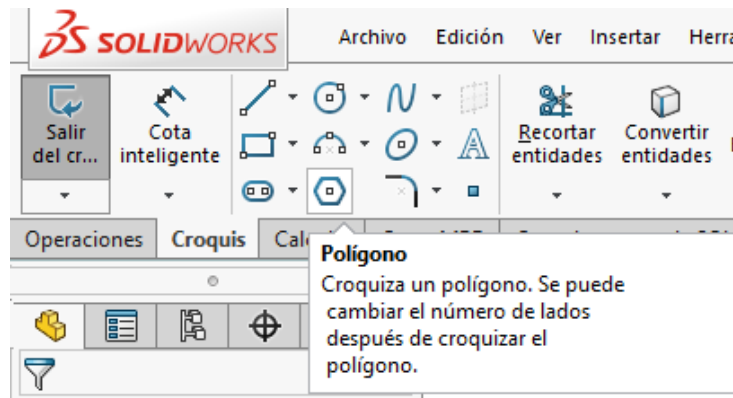 SOLIDWORKS
Archivo Edición Ver Insertar Herra
Salir del cr...
Cota inteligente
Recortar entidades
Convertir entidades
Operaciones Croquis
Polígono
Croquiza un polígono. Se puede
cambiar el número de lados
después de croquizar el
polígono.